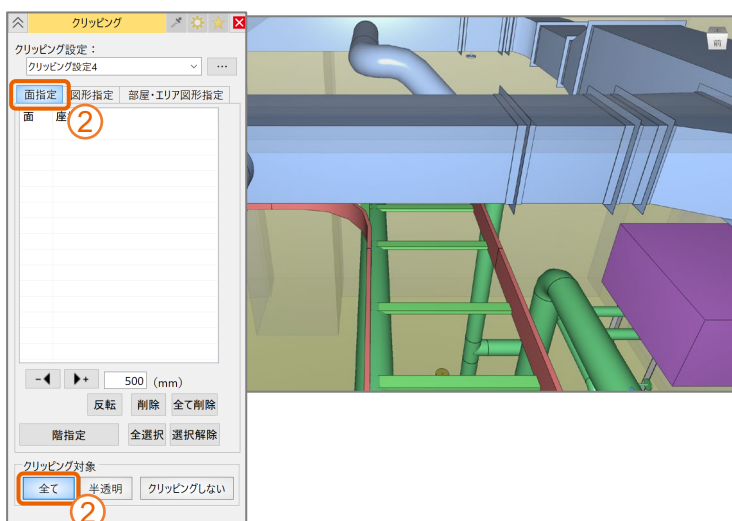 クリッピング
クリッピング設定：
クリッピング設定4
...
面指定 図形指定 部屋・エリア図形指定
面 座
②
- +
500 (mm)
反転 削除 全て削除
階指定 全選択 選択解除
クリッピング対象
全て 半透明 クリッピングしない
②
前